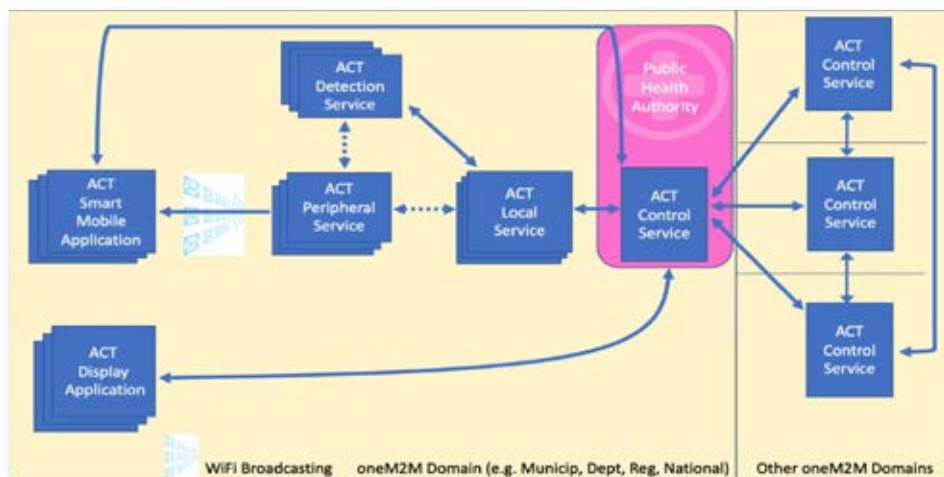 ACT
Detection
Service
Public
Health
Authority
ACT
Control
Service
ACT
Smart
Mobile
Application
ACT
Peripheral
Service
ACT
Local
Service
ACT
Control
Service
ACT
Control
Service
ACT
Display
Application
ACT
Control
Service
WiFi Broadcasting
oneM2M Domain (e.g. Municip, Dept, Reg, National)
Other oneM2M Domains